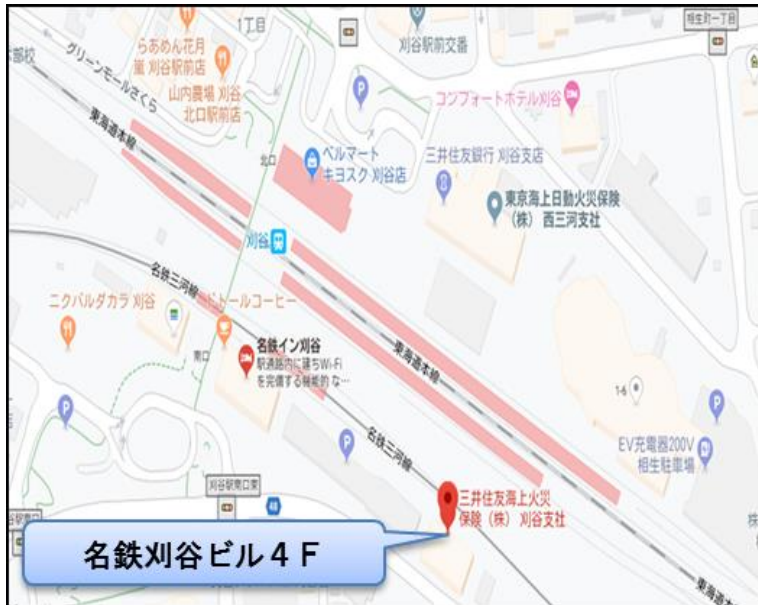 1丁目
らあめん花月
嵐 刈谷駅前店
山内農場 刈谷
北口駅前店
グリーンモールさくら
本部校
東海道本線
刈谷駅前交番
相生町一丁目
コンフォートホテル刈谷
ベルマート
キヨスク 刈谷店
三井住友銀行 刈谷支店
東京海上日動火災保険
(株) 西三河支社
北口
刈谷
名鉄三河線
ニクバルダカラ 刈谷
ドトールコーヒー
南口
名鉄イン刈谷
駅通路内に建ちWi-Fi
を完備する機能的 な…
東海道本線
1-6
EV充電器200V
相生駐車場
名鉄三河線
刈谷駅南口東
48
三井住友海上火災
保険(株) 刈谷支社
谷駅南口
名鉄刈谷ビル4F